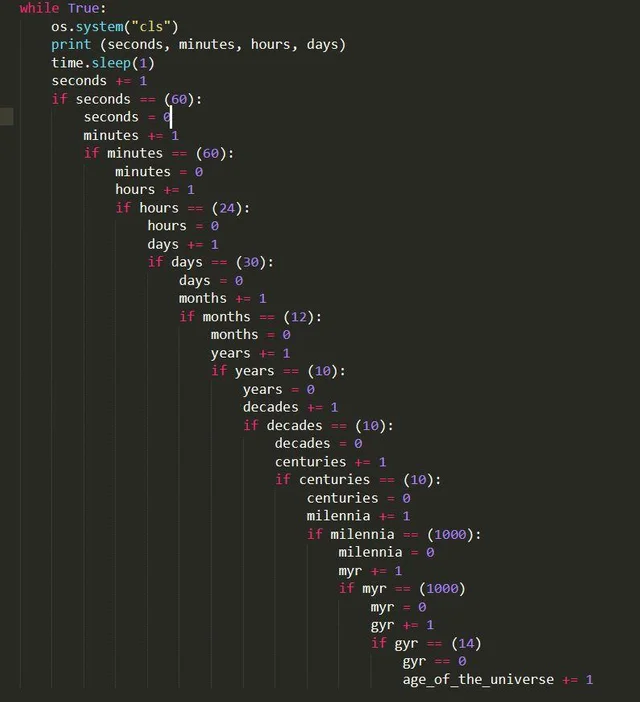 while True:
    os.system("cls")
    print (seconds, minutes, hours, days)
    time.sleep(1)
    seconds += 1
    if seconds == (60):
        seconds = 0
        minutes += 1
        if minutes == (60):
            minutes = 0
            hours += 1
            if hours == (24):
                hours = 0
                days += 1
                if days == (30):
                    days = 0
                    months += 1
                    if months == (12):
                        months = 0
                        years += 1
                        if years == (10):
                            years = 0
                            decades += 1
                            if decades == (10):
                                decades = 0
                                centuries += 1
                                if centuries == (10):
                                    centuries = 0
                                    milennia += 1
                                    if milennia == (1000):
                                        milennia = 0
                                        myr += 1
                                        if myr == (1000)
                                            myr = 0
                                            gyr += 1
                                            if gyr == (14)
                                                gyr == 0
                                                age_of_the_universe += 1